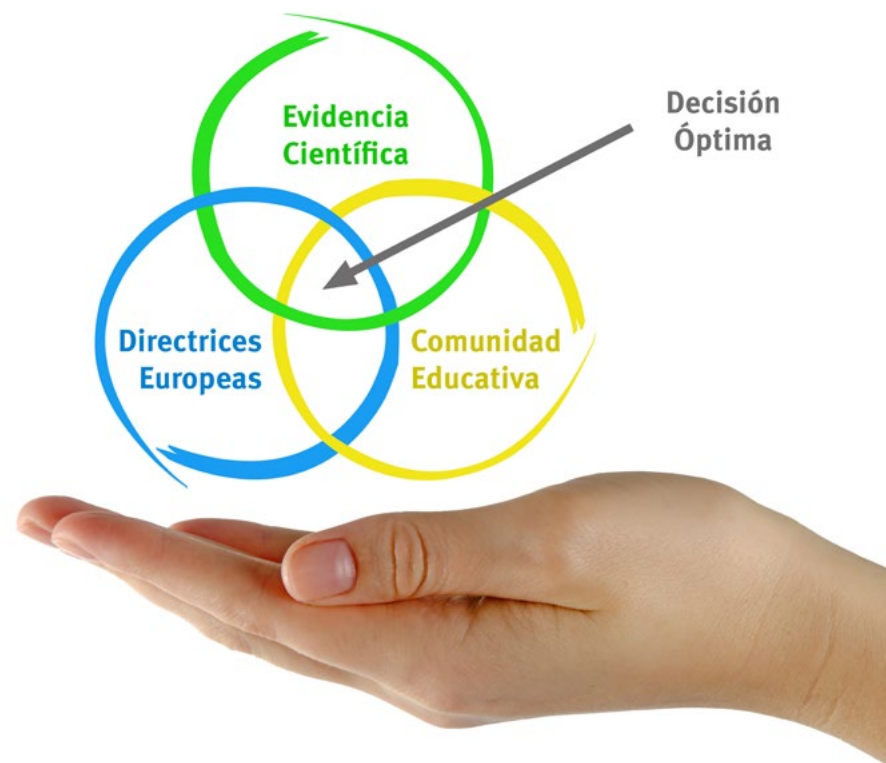 Evidencia
Científica
Decisión
Óptima
Directrices
Europeas
Comunidad
Educativa